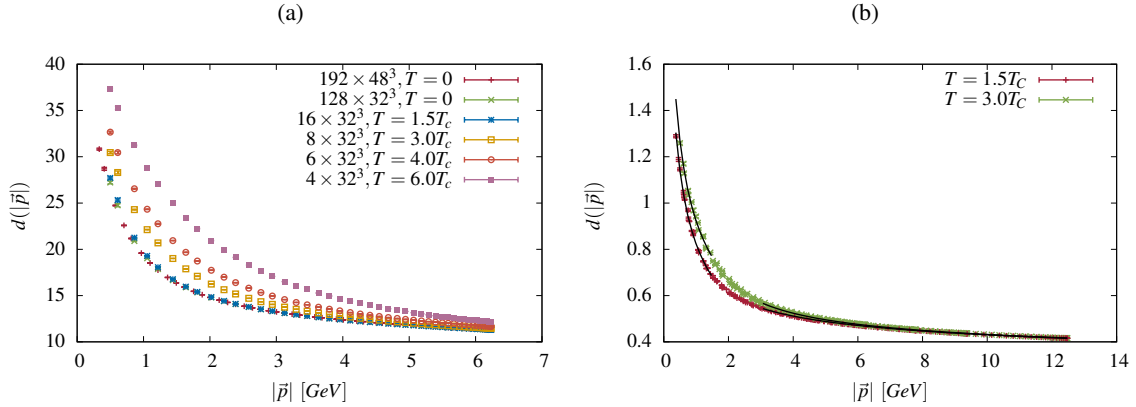 (a)
d(|p⃗|)
40
35
30
25
20
15
10
192 × 48³, T = 0
128 × 32³, T = 0
16 × 32³, T = 1.5T_c
8 × 32³, T = 3.0T_c
6 × 32³, T = 4.0T_c
4 × 32³, T = 6.0T_c
0 1 2 3 4 5 6 7
|p⃗| [GeV]
(b)
d(|p⃗|)
1.6
1.4
1.2
1
0.8
0.6
0.4
T = 1.5T_C
T = 3.0T_C
0 2 4 6 8 10 12 14
|p⃗| [GeV]